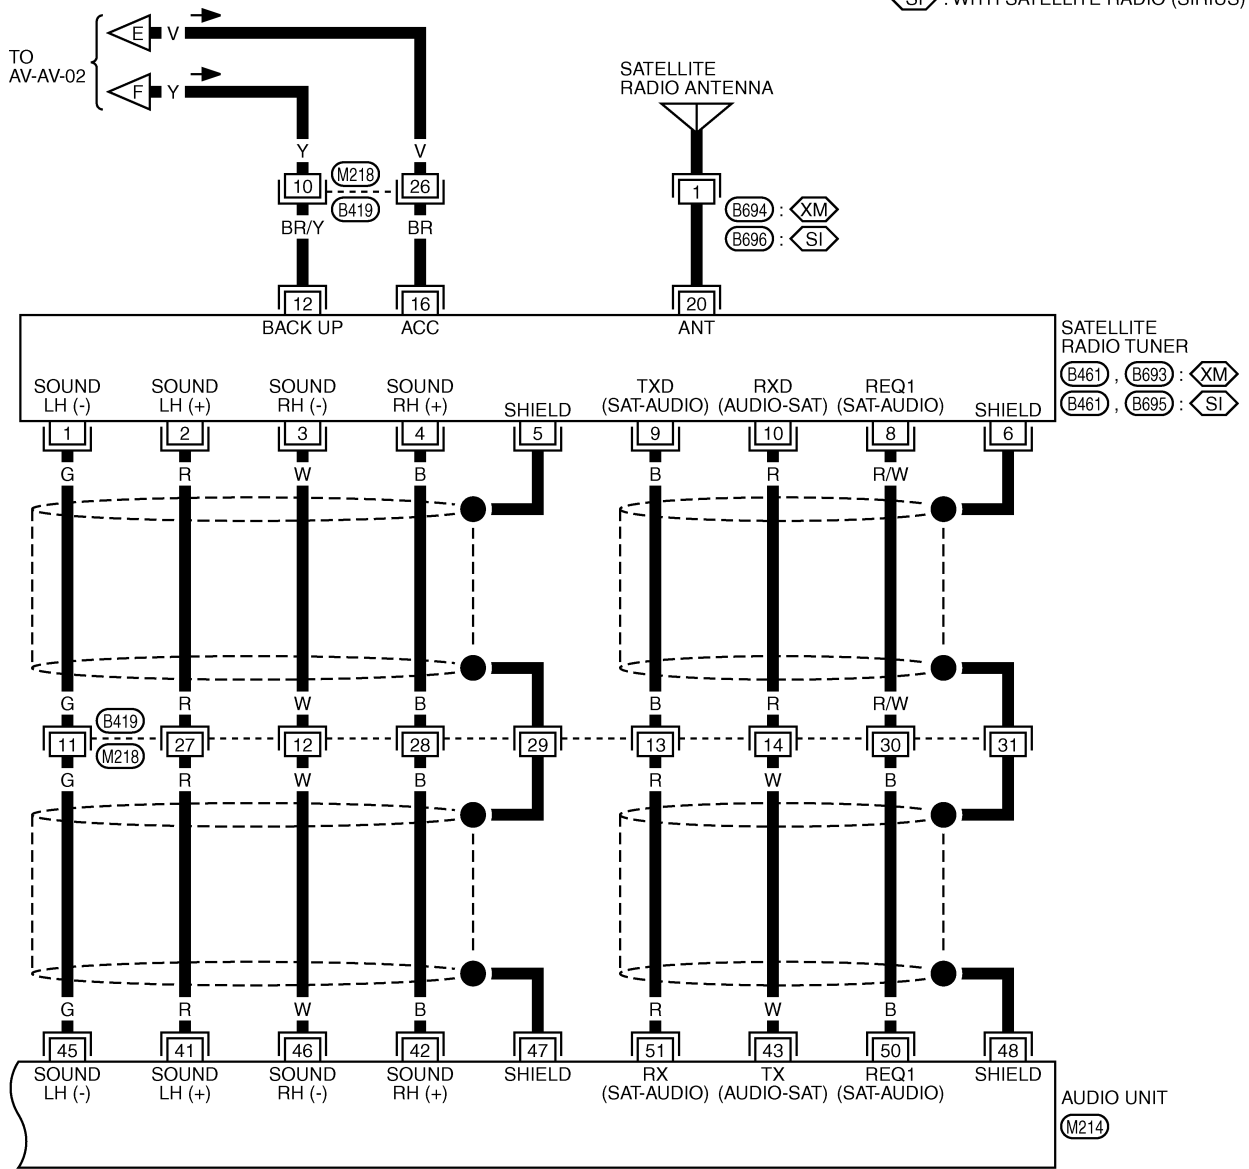 SI : WITH SATELLITE RADIO (SIRIUS)
E V
TO
AV-AV-02
F Y
SATELLITE
RADIO ANTENNA
Y V
10 M218 26
B419
1
B694 : XM
B696 : SI
BR/Y BR
12 16 20
BACK UP ACC ANT
SATELLITE
RADIO TUNER
B461 , B693 : XM
B461 , B695 : SI
SOUND SOUND SOUND SOUND TXD RXD REQ1
LH (-) LH (+) RH (-) RH (+) SHIELD (SAT-AUDIO) (AUDIO-SAT) (SAT-AUDIO) SHIELD
1 2 3 4 5 9 10 8 6
G R W B B R R/W
G R W B B R R/W
B419
11 27 12 28 29 13 14 30 31
M218
G R W B R W B
G R W B R W B
45 41 46 42 47 51 43 50 48
SOUND SOUND SOUND SOUND SHIELD RX TX REQ1 SHIELD
LH (-) LH (+) RH (-) RH (+) (SAT-AUDIO) (AUDIO-SAT) (SAT-AUDIO)
AUDIO UNIT
M214